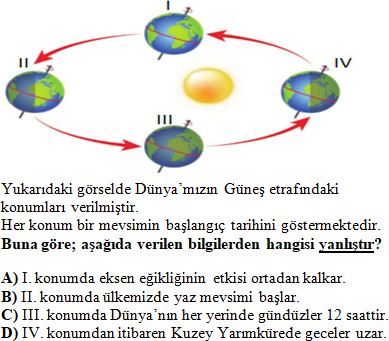 I
II
IV
III
Yukarıdaki görselde Dünya'mızın Güneş etrafındaki
konumları verilmiştir.
Her konum bir mevsimin başlangıç tarihini göstermektedir.
Buna göre; aşağıda verilen bilgilerden hangisi yanlıştır?
A) I. konumda eksen eğikliğinin etkisi ortadan kalkar.
B) II. konumda ülkemizde yaz mevsimi başlar.
C) III. konumda Dünya'nın her yerinde gündüzler 12 saattir.
D) IV. konumdan itibaren Kuzey Yarımkürede geceler uzar.